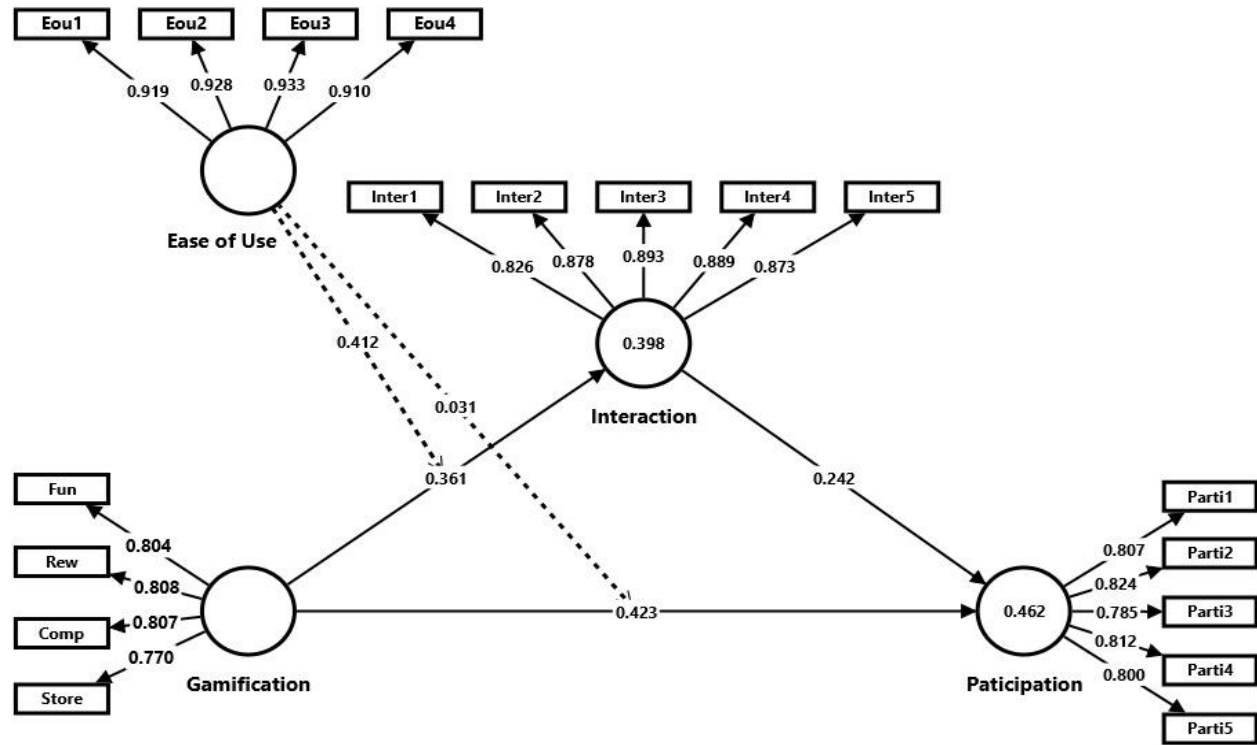 Eou1 Eou2 Eou3 Eou4
0.919 0.928 0.933 0.910
Ease of Use
Inter1 Inter2 Inter3 Inter4 Inter5
0.826 0.878 0.893 0.889 0.873
0.412
0.398
0.031
Interaction
0.361
0.242
Fun
Rew
Comp
Store
0.804
0.808
0.807
0.770
Gamification
0.423
0.462
Paticipation
0.807
0.824
0.785
0.812
0.800
Parti1
Parti2
Parti3
Parti4
Parti5